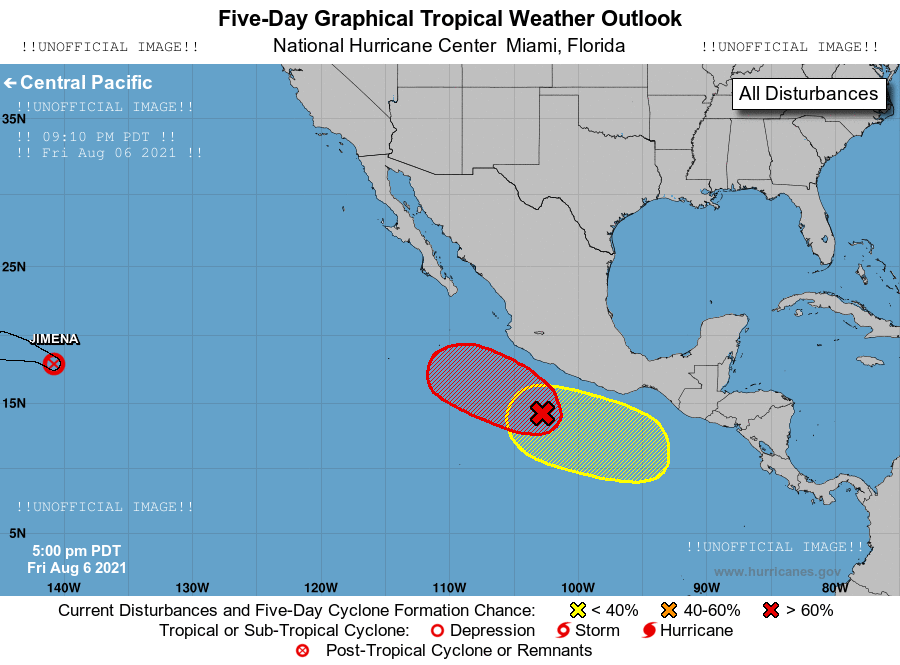 Five-Day Graphical Tropical Weather Outlook
!!UNOFFICIAL IMAGE!! National Hurricane Center Miami, Florida !!UNOFFICIAL IMAGE!!
← Central Pacific
All Disturbances
!!UNOFFICIAL IMAGE!!
35N
!! 09:10 PM PDT !!
!! Fri Aug 06 2021 !!
25N
JIMENA
15N
!!UNOFFICIAL IMAGE!!
5N
5:00 pm PDT
Fri Aug 6 2021
!!UNOFFICIAL IMAGE!!
www.hurricanes.gov
140W 130W 120W 110W 100W 90W 80W
Current Disturbances and Five-Day Cyclone Formation Chance: < 40% 40-60% > 60%
Tropical or Sub-Tropical Cyclone: Depression Storm Hurricane
Post-Tropical Cyclone or Remnants